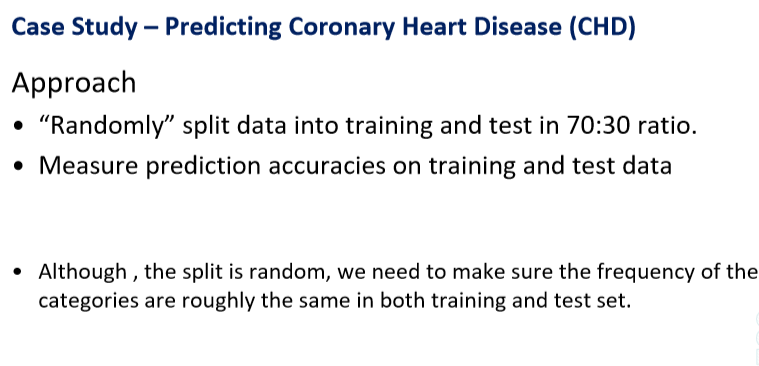 Case Study – Predicting Coronary Heart Disease (CHD)
Approach
• “Randomly” split data into training and test in 70:30 ratio.
• Measure prediction accuracies on training and test data
• Although , the split is random, we need to make sure the frequency of the
categories are roughly the same in both training and test set.